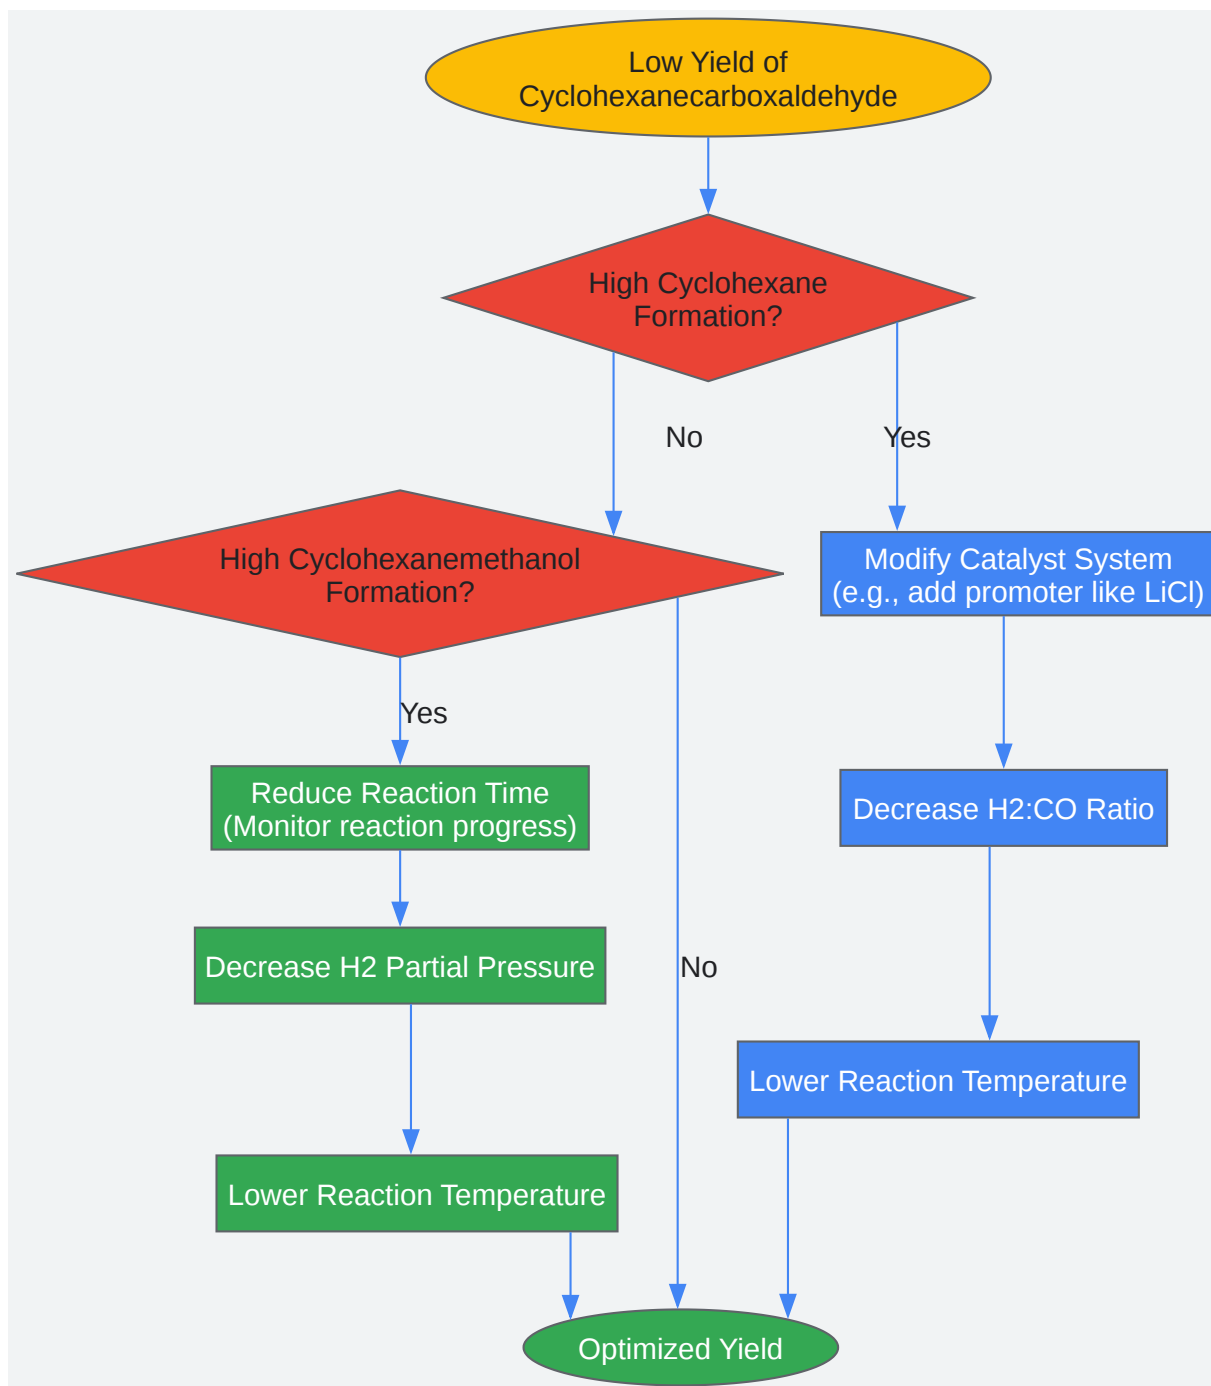 Low Yield of
Cyclohexanecarboxaldehyde
High Cyclohexane
Formation?
No
Yes
High Cyclohexanemethanol
Formation?
Modify Catalyst System
(e.g., add promoter like LiCl)
Yes
Reduce Reaction Time
(Monitor reaction progress)
Decrease H2:CO Ratio
Decrease H2 Partial Pressure
No
Lower Reaction Temperature
Lower Reaction Temperature
Optimized Yield